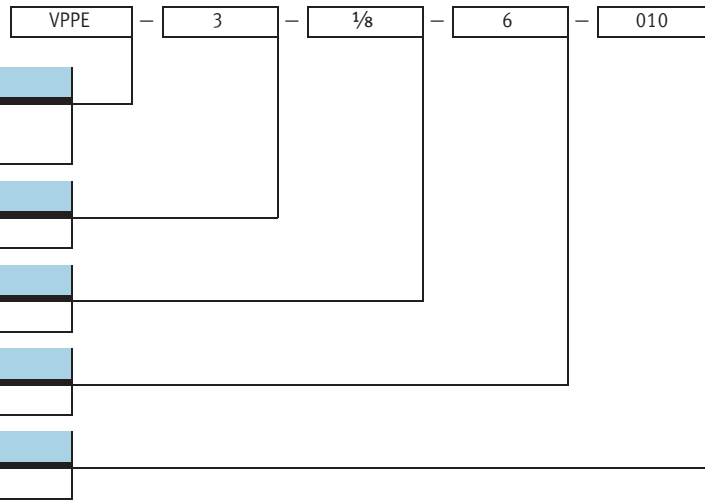 VPPE – 3 – ⅛ – 6 – 010